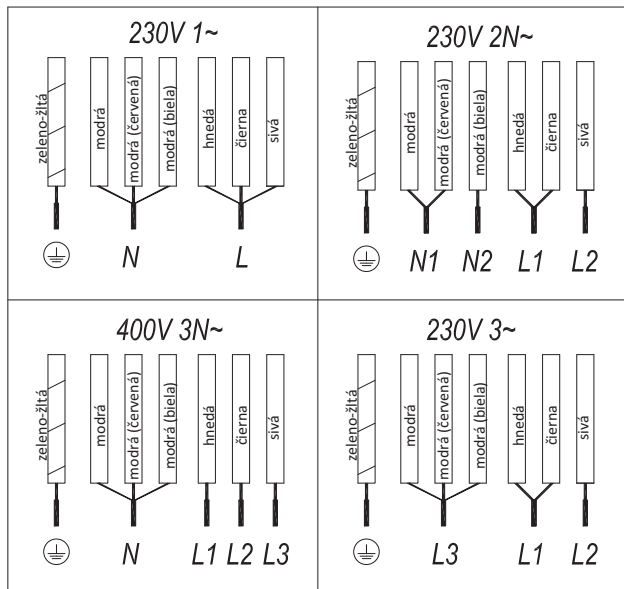 230V 1~
zeleno-žltá
modrá
modrá (červená)
modrá (biela)
hnedá
čierna
sivá
N
L
230V 2N~
zeleno-žltá
modrá
modrá (červená)
modrá (biela)
hnedá
čierna
sivá
N1
N2
L1
L2
400V 3N~
zeleno-žltá
modrá
modrá (červená)
modrá (biela)
hnedá
čierna
sivá
N
L1
L2
L3
230V 3~
zeleno-žltá
modrá
modrá (červená)
modrá (biela)
hnedá
čierna
sivá
L3
L1
L2